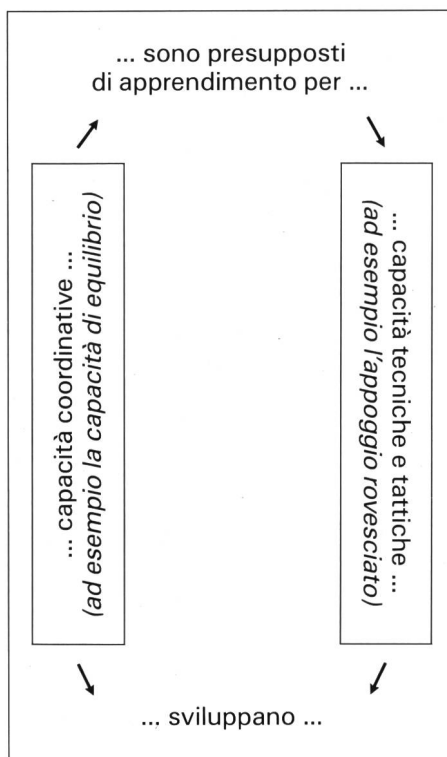 ... sono presupposti
di apprendimento per ...
... capacità coordinative ...
(ad esempio la capacità di equilibrio)
... capacità tecniche e tattiche ...
(ad esempio l'appoggio rovesciato)
... sviluppano ...